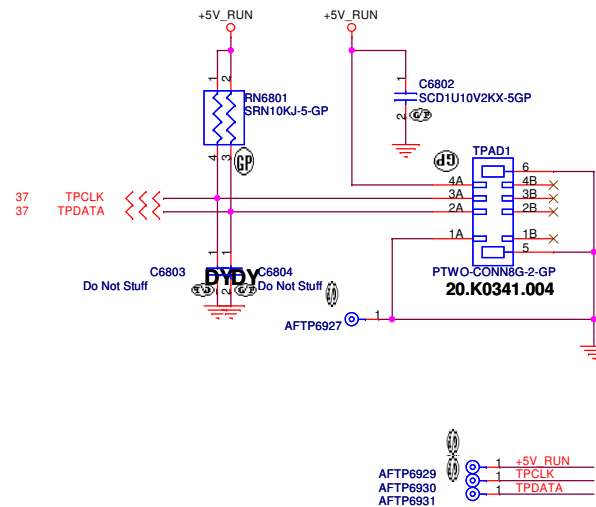 +5V_RUN
+5V_RUN
1
2
RN6801
SRN10KJ-5-GP
4
3
GP
1
C6802
SCD1U10V2KX-5GP
2
GP
GP
TPAD1
6
4A
4B
37 TPCLK
3A
3B
37 TPDATA
2A
2B
1A
1B
5
1
1
C6803
DY
DY
C6804
Do Not Stuff
Do Not Stuff
2
2
GP
PTWO-CONN8G-2-GP
20.K0341.004
AFTP6927
1
AFTP6929
1
+5V_RUN
AFTP6930
1
TPCLK
AFTP6931
1
TPDATA